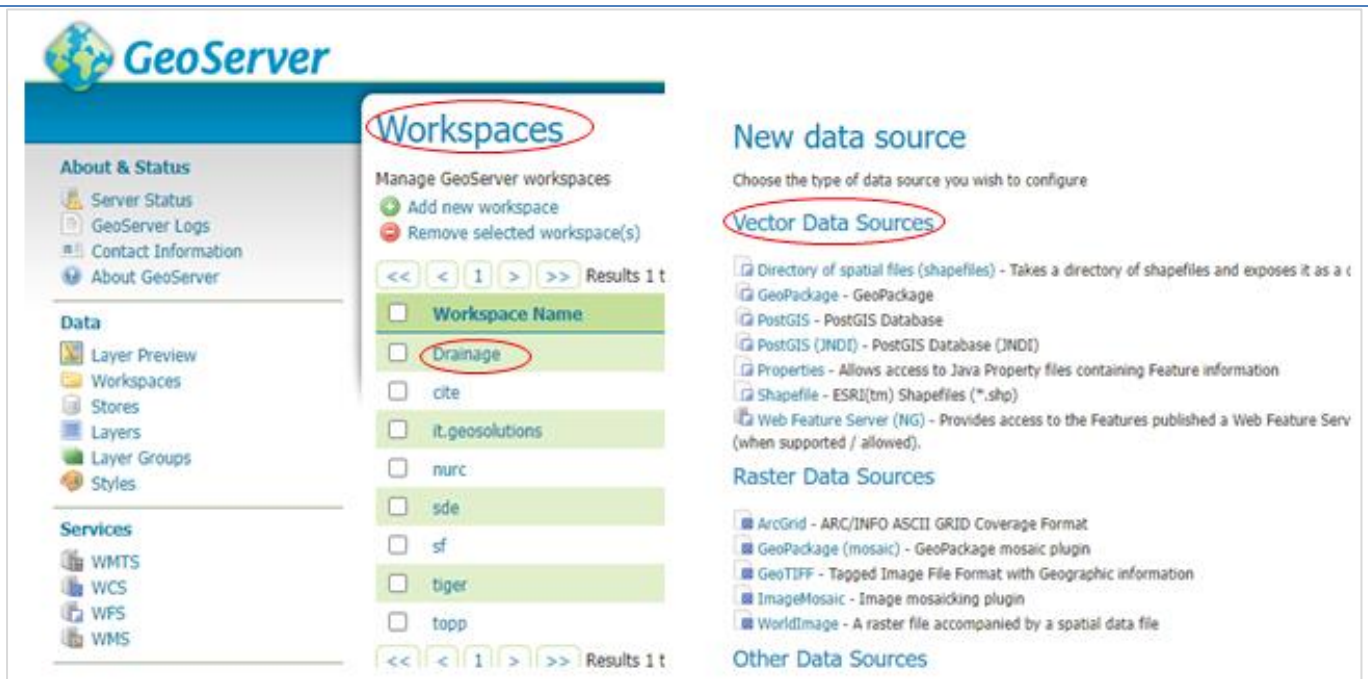 GeoServer
About & Status
Server Status
GeoServer Logs
Contact Information
About GeoServer
Data
Layer Preview
Workspaces
Stores
Layers
Layer Groups
Styles
Services
WMTS
WCS
WFS
WMS
Workspaces
Manage GeoServer workspaces
Add new workspace
Remove selected workspace(s)
<< < 1 > >> Results 1 t
Workspace Name
Drainage
cite
it.geosolutions
nurc
sde
sf
tiger
topp
<< < 1 > >> Results 1 t
New data source
Choose the type of data source you wish to configure
Vector Data Sources
Directory of spatial files (shapefiles) - Takes a directory of shapefiles and exposes it as a
GeoPackage - GeoPackage
PostGIS - PostGIS Database
PostGIS (JNDI) - PostGIS Database (JNDI)
Properties - Allows access to Java Property files containing Feature information
Shapefile - ESRI(tm) Shapefiles (*.shp)
Web Feature Server (NG) - Provides access to the Features published a Web Feature Serv
(when supported / allowed).
Raster Data Sources
ArcGrid - ARC/INFO ASCII GRID Coverage Format
GeoPackage (mosaic) - GeoPackage mosaic plugin
GeoTIFF - Tagged Image File Format with Geographic information
ImageMosaic - Image mosaicking plugin
WorldImage - A raster file accompanied by a spatial data file
Other Data Sources